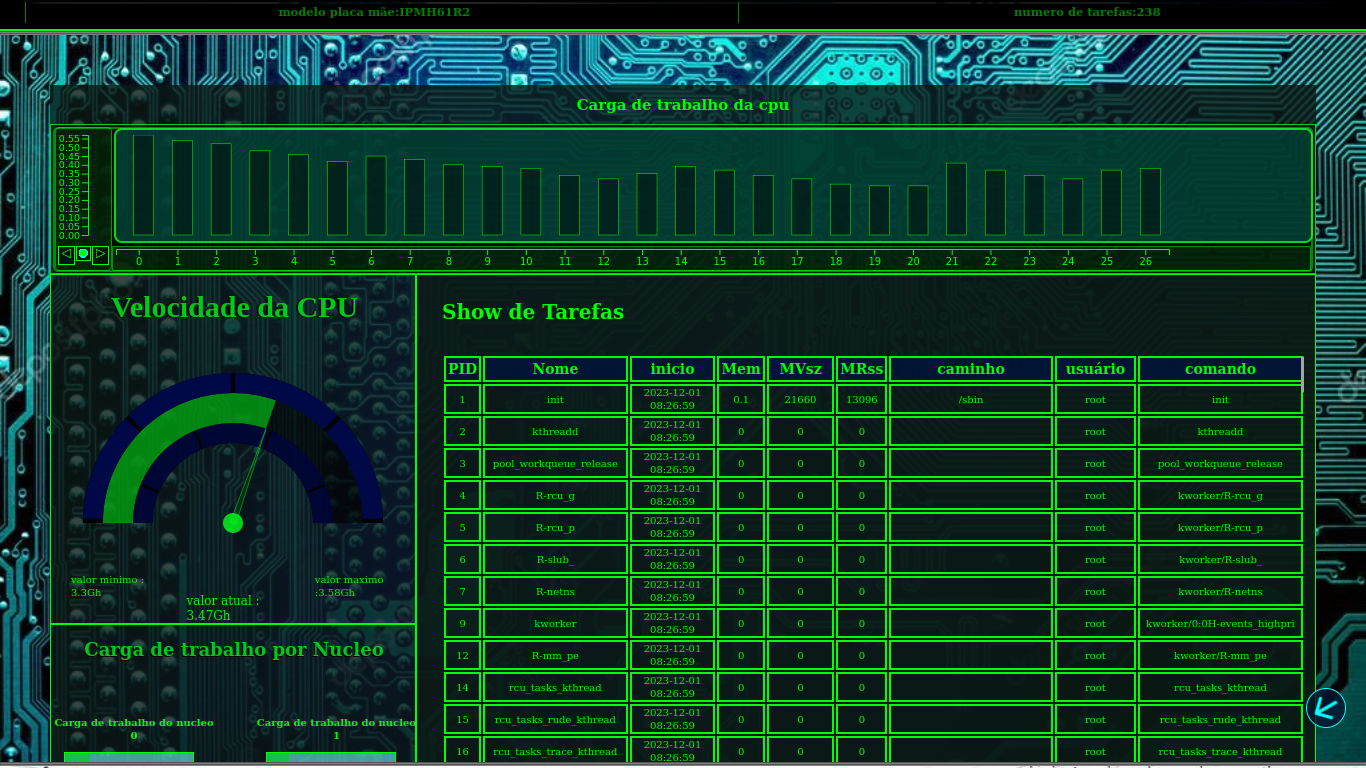 modelo placa mãe:IPMH61R2 numero de tarefas:238
Carga de trabalho da cpu
0,55
0,50
0,45
0,40
0,35
0,30
0,25
0,20
0,15
0,10
0,05
0,00
0 1 2 3 4 5 6 7 8 9 10 11 12 13 14 15 16 17 18 19 20 21 22 23 24 25 26
Velocidade da CPU
valor minimo :
3.3Gh
valor atual :
3.47Gh
valor maximo
:3.58Gh
Carga de trabalho por Nucleo
Carga de trabalho do nucleo
0
Carga de trabalho do nucleo
1
Show de Tarefas
PID Nome inicio Mem MVsz MRss caminho usuário comando
1 init 2023-12-01 08:26:59 0.1 21660 13096 /sbin root init
2 kthreadd 2023-12-01 08:26:59 0 0 0 root kthreadd
3 pool_workqueue_release 2023-12-01 08:26:59 0 0 0 root pool_workqueue_release
4 R-rcu_g 2023-12-01 08:26:59 0 0 0 root kworker/R-rcu_g
5 R-rcu_p 2023-12-01 08:26:59 0 0 0 root kworker/R-rcu_p
6 R-slub_ 2023-12-01 08:26:59 0 0 0 root kworker/R-slub_
7 R-netns 2023-12-01 08:26:59 0 0 0 root kworker/R-netns
9 kworker 2023-12-01 08:26:59 0 0 0 root kworker/0:0H-events_highpri
12 R-mm_pe 2023-12-01 08:26:59 0 0 0 root kworker/R-mm_pe
14 rcu_tasks_kthread 2023-12-01 08:26:59 0 0 0 root rcu_tasks_kthread
15 rcu_tasks_rude_kthread 2023-12-01 08:26:59 0 0 0 root rcu_tasks_rude_kthread
16 rcu_tasks_trace_kthread 2023-12-01 08:26:59 0 0 0 root rcu_tasks_trace_kthread